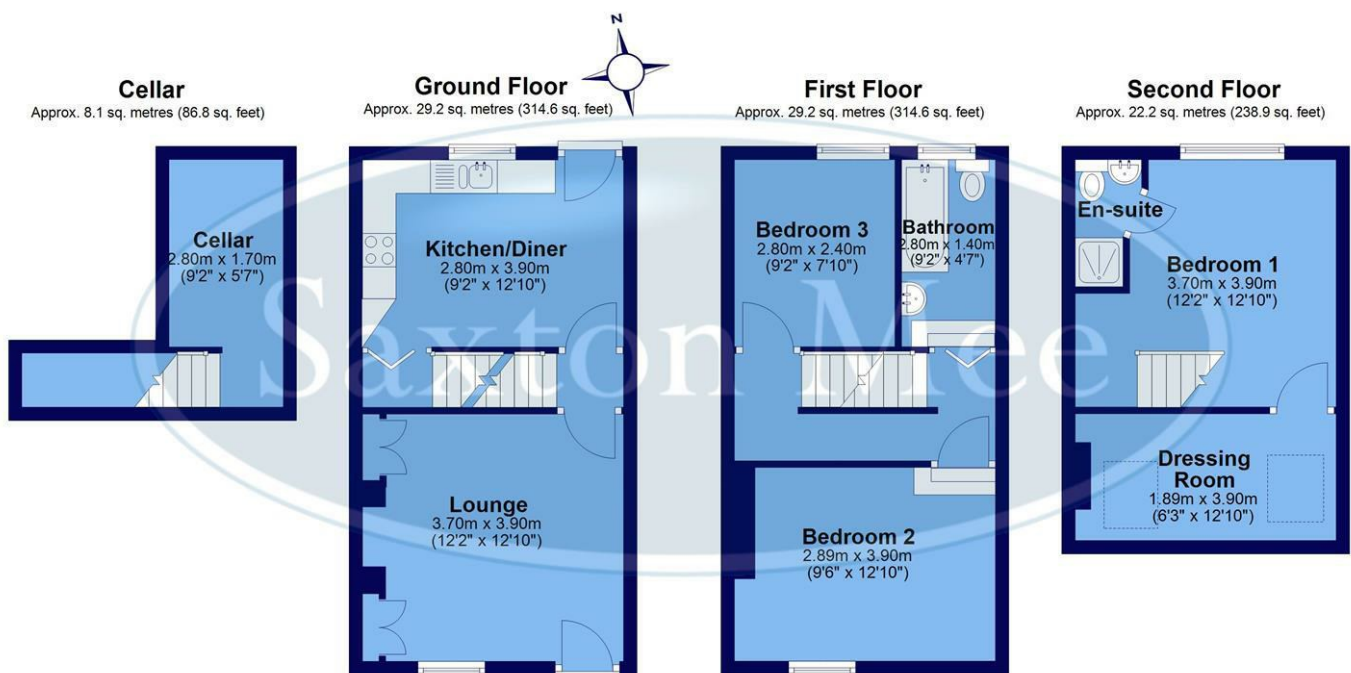 N
Cellar
Approx. 8.1 sq. metres (86.8 sq. feet)
Cellar
2.80m x 1.70m
(9'2" x 5'7")
Ground Floor
Approx. 29.2 sq. metres (314.6 sq. feet)
Kitchen/Diner
2.80m x 3.90m
(9'2" x 12'10")
Lounge
3.70m x 3.90m
(12'2" x 12'10")
First Floor
Approx. 29.2 sq. metres (314.6 sq. feet)
Bedroom 3
2.80m x 2.40m
(9'2" x 7'10")
Bathroom
2.80m x 1.40m
(9'2" x 4'7")
Bedroom 2
2.89m x 3.90m
(9'6" x 12'10")
Second Floor
Approx. 22.2 sq. metres (238.9 sq. feet)
En-suite
Bedroom 1
3.70m x 3.90m
(12'2" x 12'10")
Dressing
Room
1.89m x 3.90m
(6'3" x 12'10")
Saxton Mee